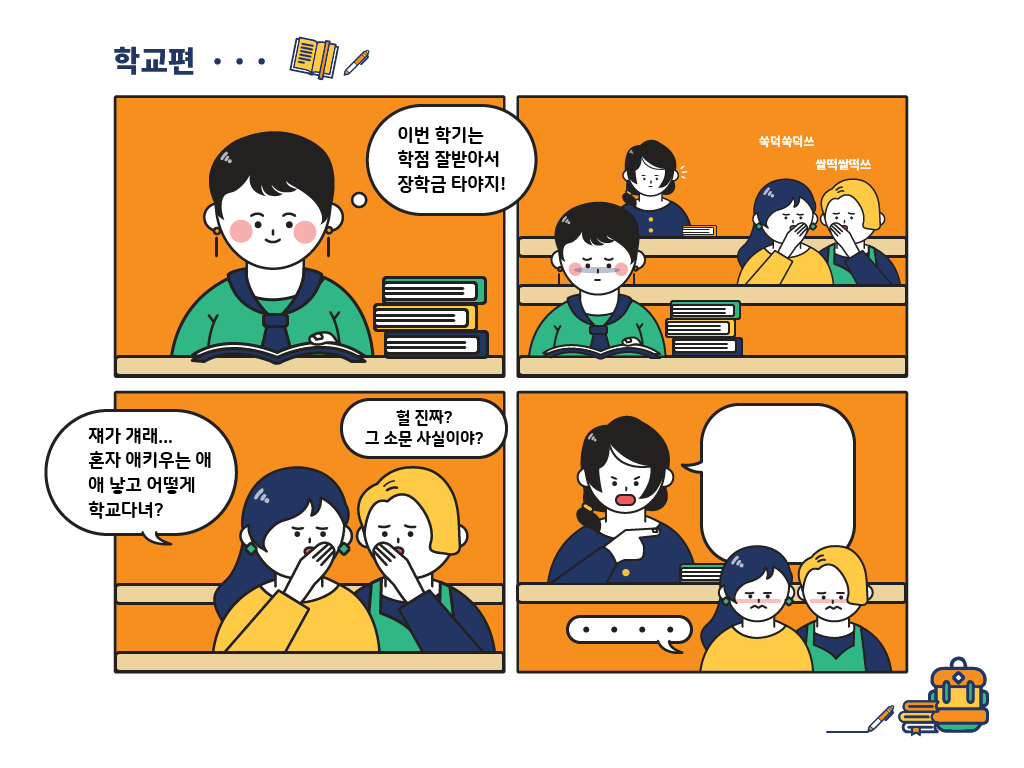 학교편 · · ·
이번 학기는
학점 잘받아서
장학금 타야지!
쑥덕쑥덕쓰
쌀떡쌀떡쓰
쟤가 걔래...
혼자 애키우는 애
애 낳고 어떻게
학교다녀?
헐 진짜?
그 소문 사실이야?
· · · ·